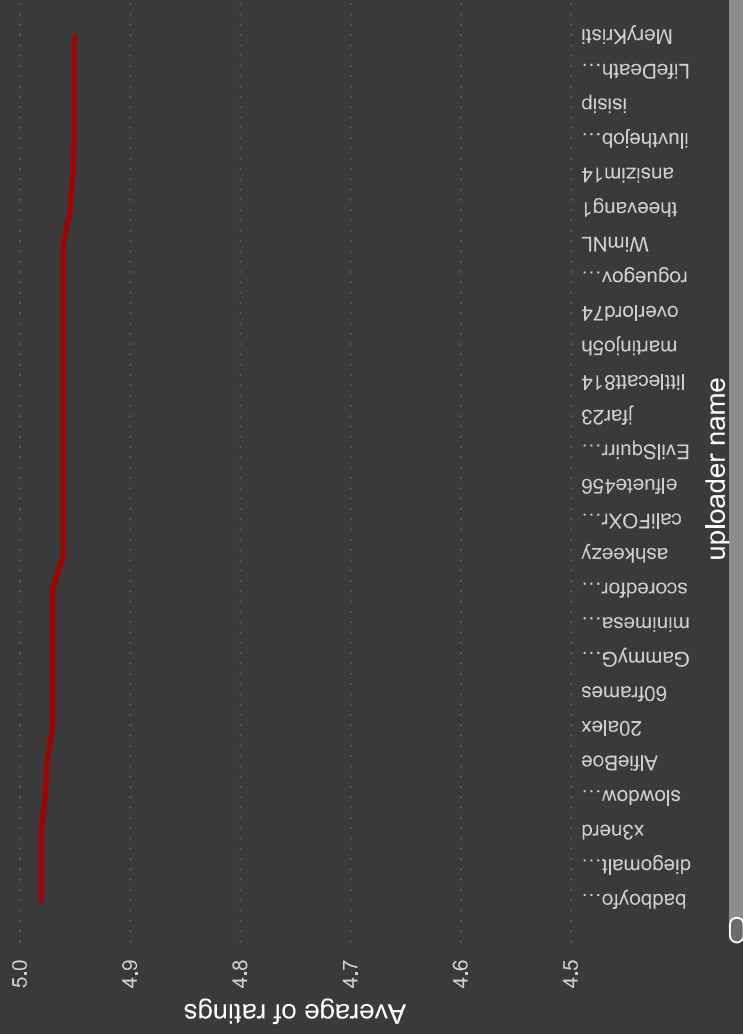 Average of ratings
5.0
4.9
4.8
4.7
4.6
4.5
badboyfo...
diegomalt...
x3nerd
slowdow...
AlfieBoe
20alex
60frames
GammyG...
minimesa...
scoredfor...
ashkeezy
caliFOXr...
elfuete456
EvilSquirr...
jfar23
littlecatt814
martinjo5h
overlord74
roguegov...
WimNL
theevang1
ansizim14
iluvthejob...
isisip
LifeDeath...
MeryKristi
uploader name